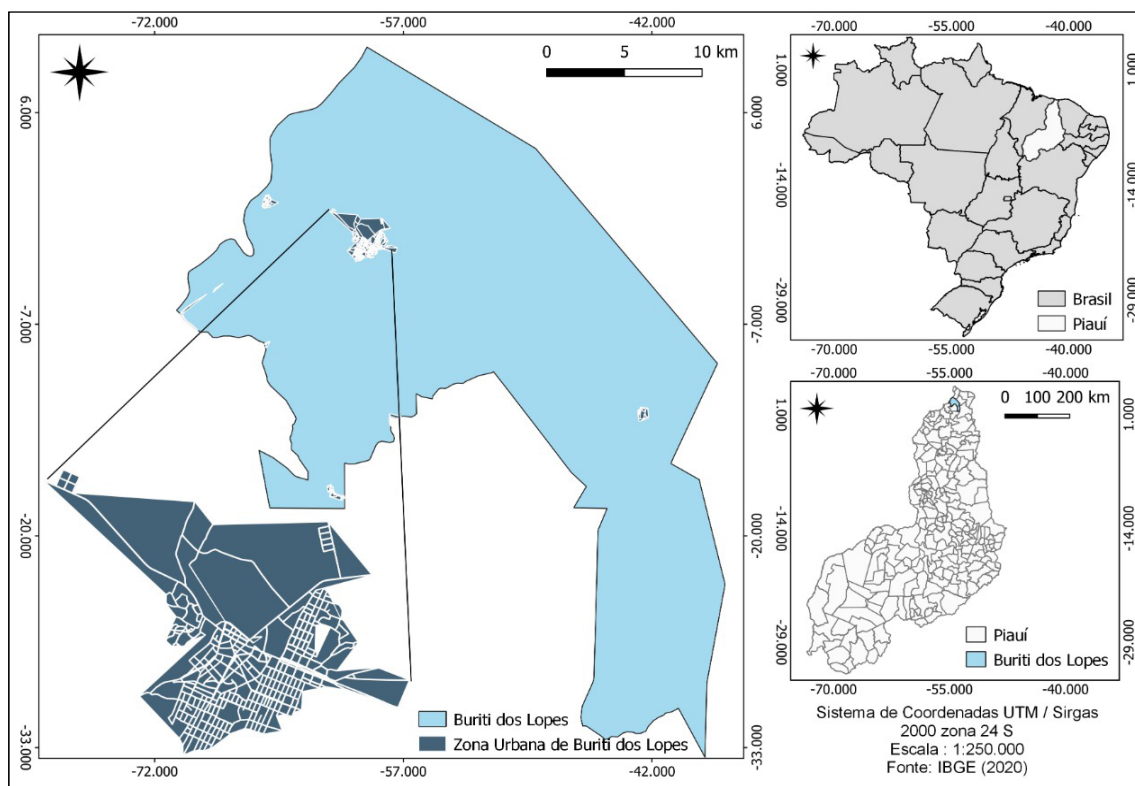 -72.000 -57.000 -42.000
0 5 10 km
6.000 6.000
-7.000 -7.000
-20.000 -20.000
-33.000 -33.000
Buriti dos Lopes
Zona Urbana de Buriti dos Lopes
-72.000 -57.000 -42.000
-70.000 -55.000 -40.000
1.000 1.000
-14.000 -14.000
-29.000 -29.000
Brasil
Piauí
-70.000 -55.000 -40.000
-70.000 -55.000 -40.000
0 100 200 km
1.000 1.000
-14.000 -14.000
-29.000 -29.000
Piauí
Buriti dos Lopes
-70.000 -55.000 -40.000
Sistema de Coordenadas UTM / Sirgas
2000 zona 24 S
Escala : 1:250.000
Fonte: IBGE (2020)